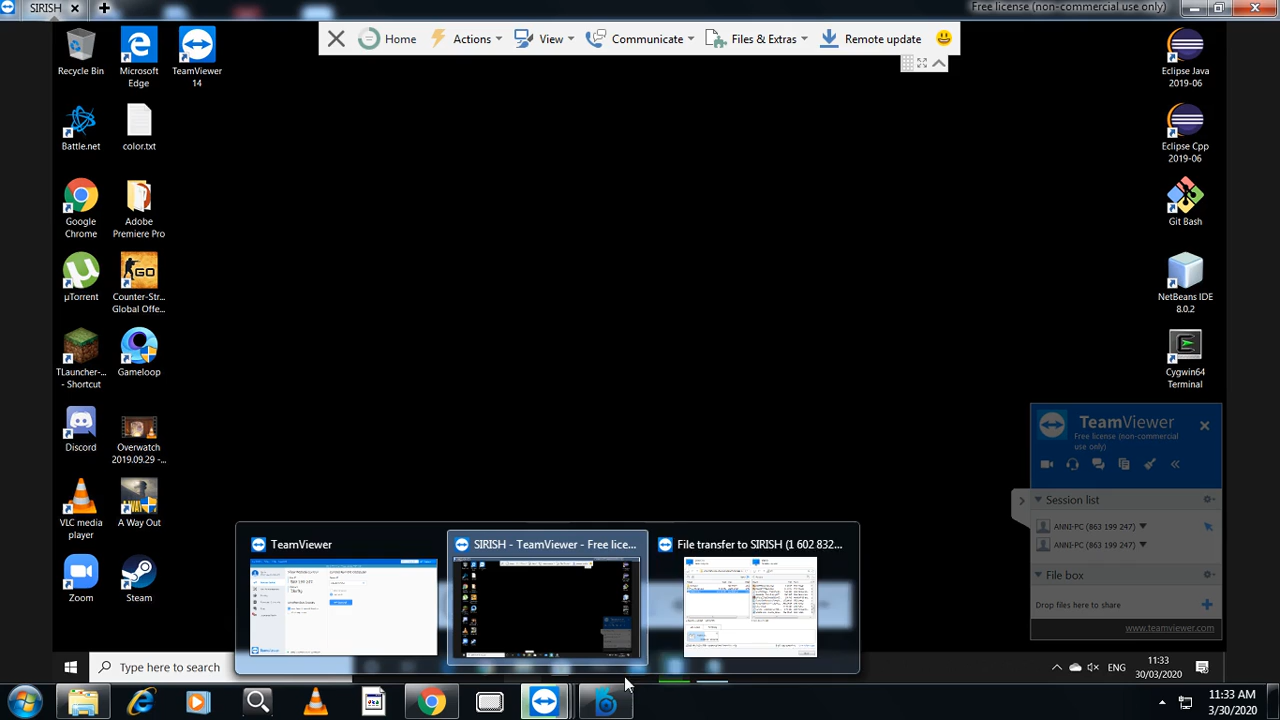 SIRISH
Free license (non-commercial use only)
Home
Actions
View
Communicate
Files & Extras
Remote update
Recycle Bin
Microsoft
Edge
TeamViewer
14
Battle.net
color.txt
Google
Chrome
Adobe
Premiere Pro
µTorrent
Counter-Str...
Global Offe...
TLauncher-...
- Shortcut
Gameloop
Discord
Overwatch
2019.09.29 -...
VLC media
player
A Way Out
Zoom
Steam
Eclipse Java
2019-06
Eclipse Cpp
2019-06
Git Bash
NetBeans IDE
8.0.2
Cygwin64
Terminal
TeamViewer
Free license (non-commercial
use only)
Session list
ANNI-PC (863 199 247)
ANNI-PC (863 199 247)
File box
Drop files here to share
www.teamviewer.com
TeamViewer
SIRISH - TeamViewer - Free lice...
File transfer to SIRISH (1 602 832...
Type here to search
ENG
11:33
30/03/2020
11:33 AM
3/30/2020